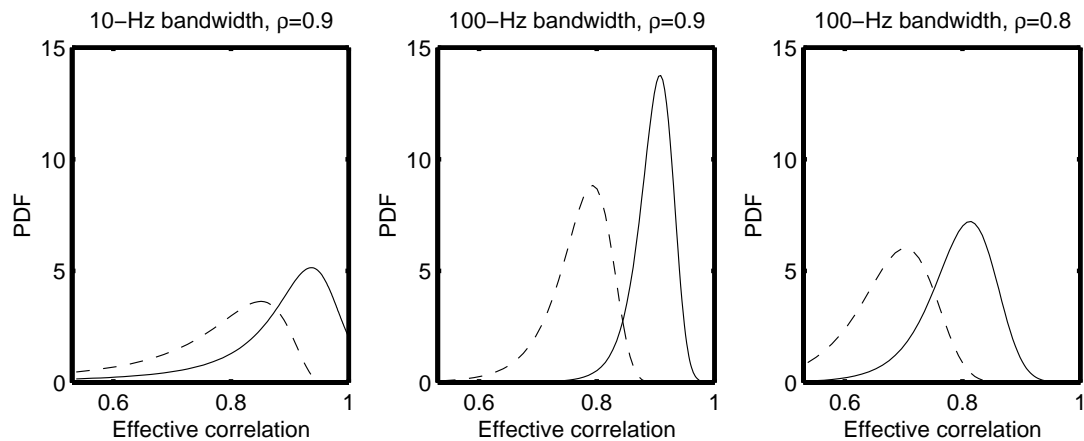 10−Hz bandwidth, ρ=0.9
15
10
5
0
PDF
0.6
0.8
1
Effective correlation
100−Hz bandwidth, ρ=0.9
15
10
5
0
PDF
0.6
0.8
1
Effective correlation
100−Hz bandwidth, ρ=0.8
15
10
5
0
PDF
0.6
0.8
1
Effective correlation